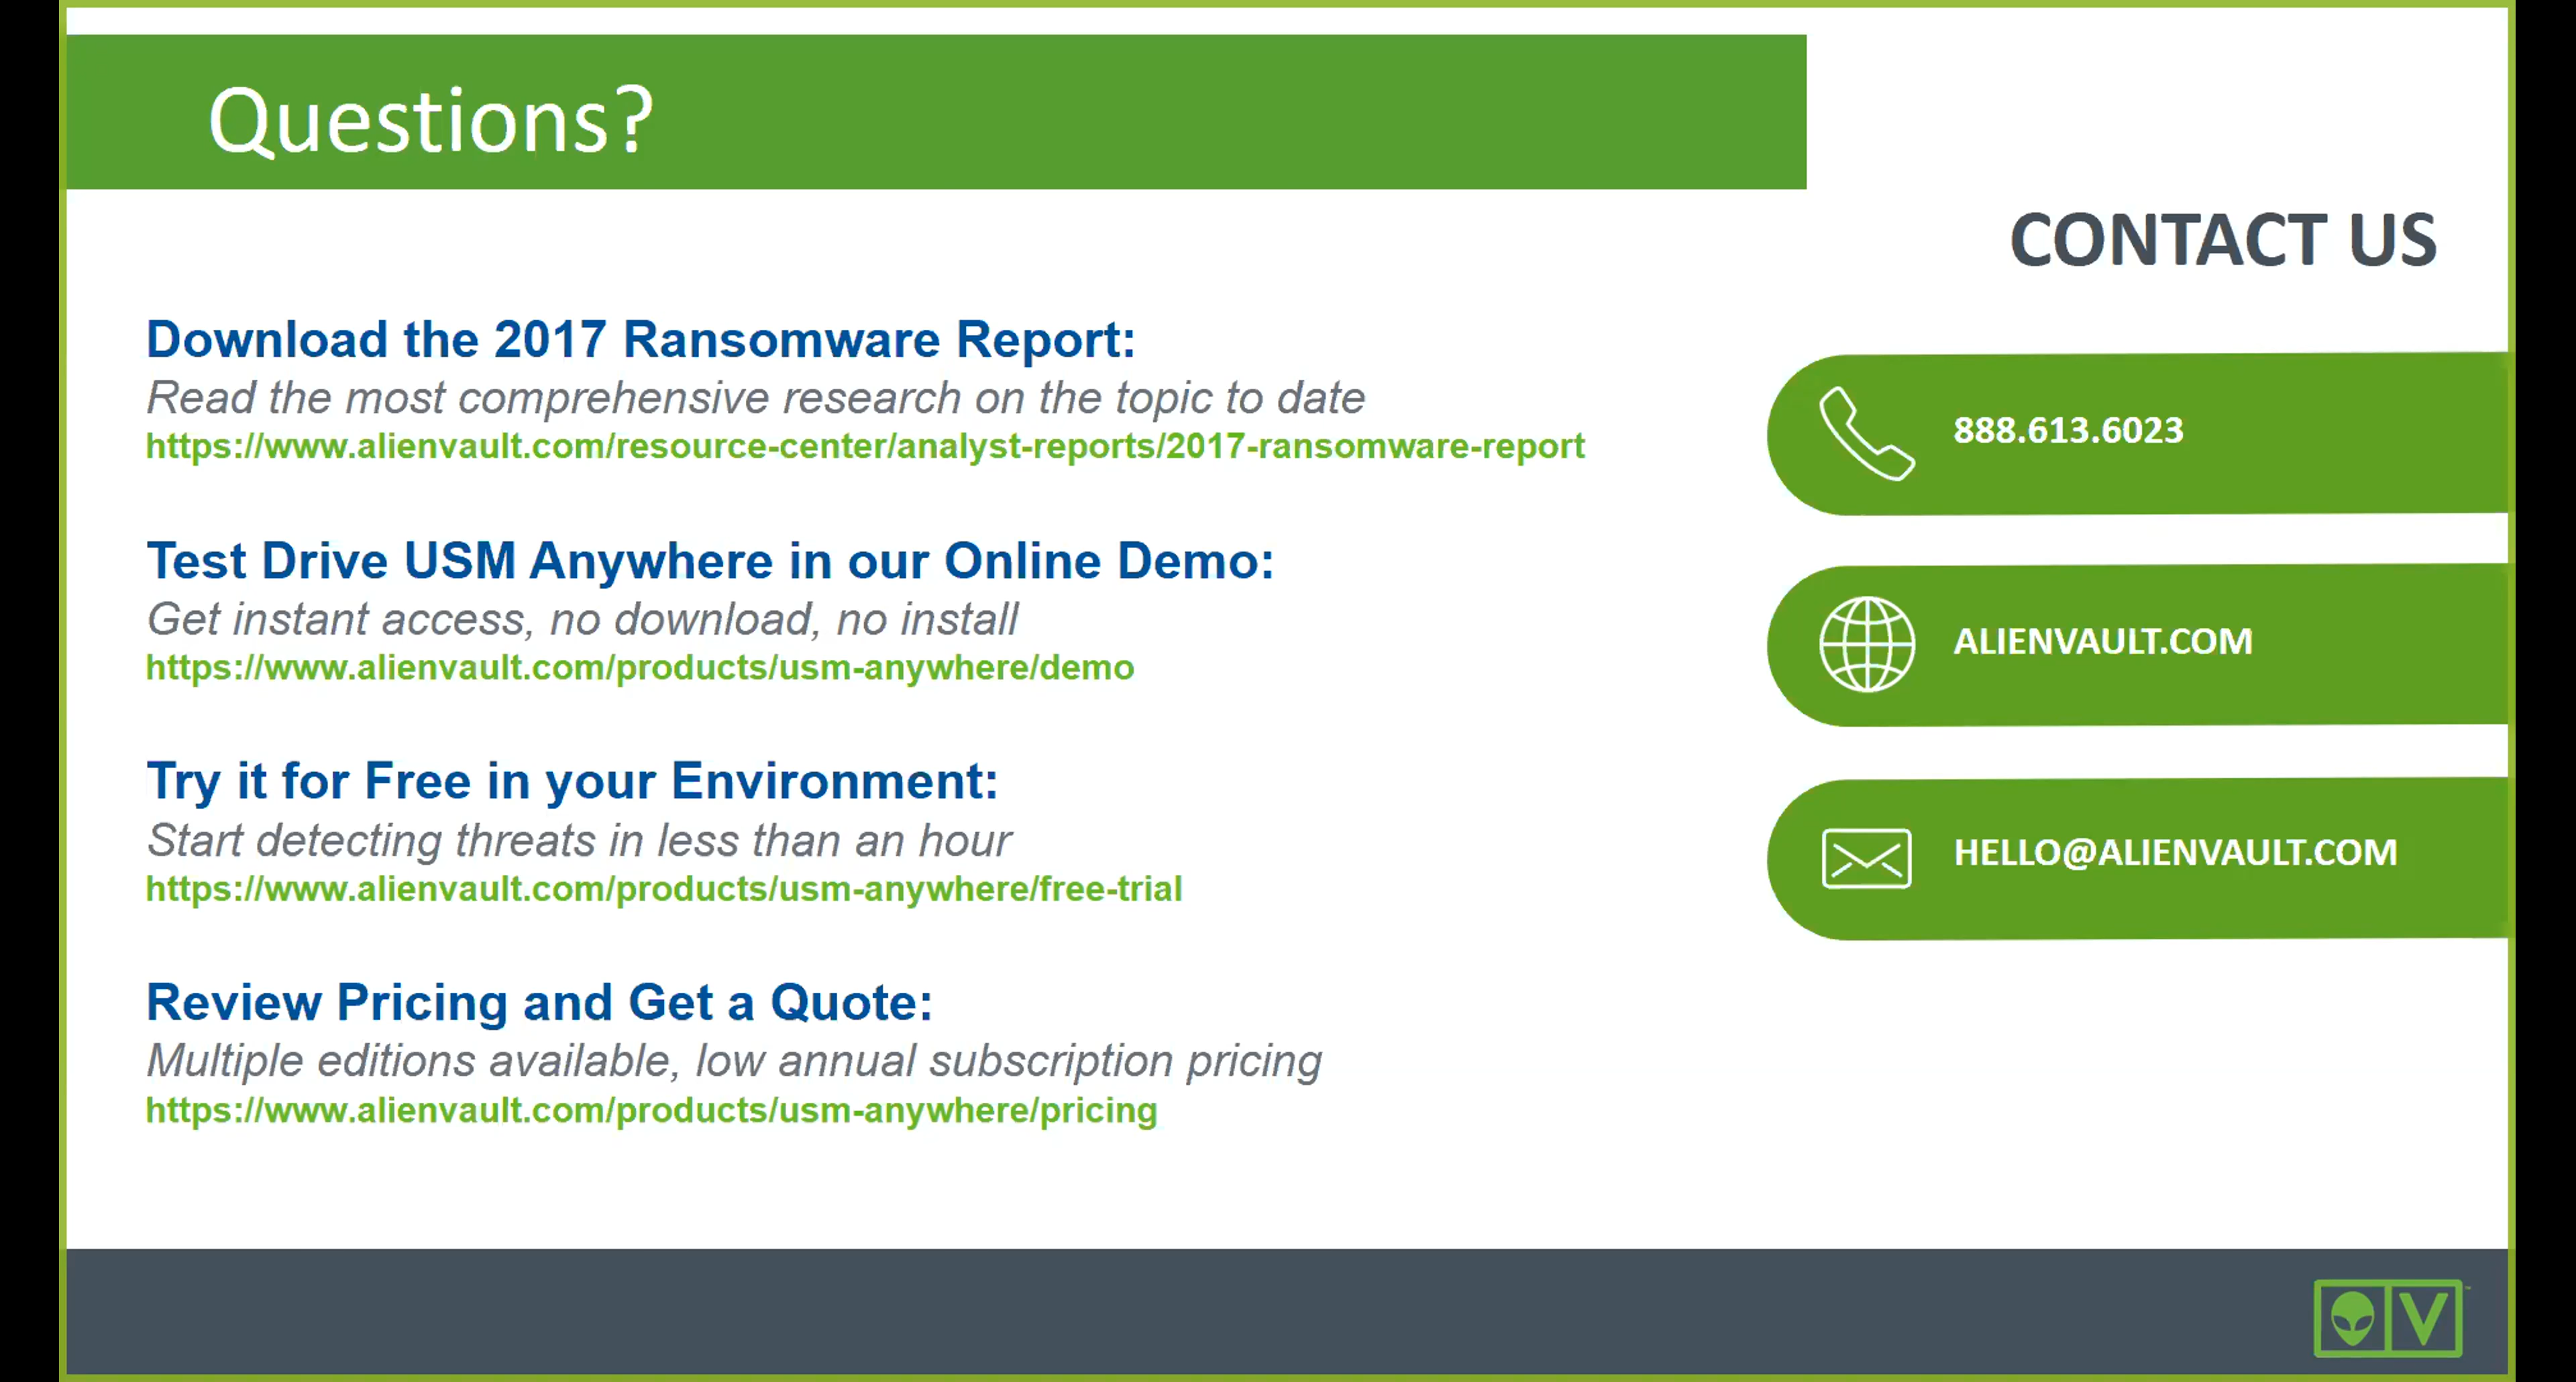 Questions?
CONTACT US
Download the 2017 Ransomware Report:
Read the most comprehensive research on the topic to date
https://www.alienvault.com/resource-center/analyst-reports/2017-ransomware-report
Test Drive USM Anywhere in our Online Demo:
Get instant access, no download, no install
https://www.alienvault.com/products/usm-anywhere/demo
Try it for Free in your Environment:
Start detecting threats in less than an hour
https://www.alienvault.com/products/usm-anywhere/free-trial
Review Pricing and Get a Quote:
Multiple editions available, low annual subscription pricing
https://www.alienvault.com/products/usm-anywhere/pricing
888.613.6023
ALIENVAULT.COM
HELLO@ALIENVAULT.COM
V